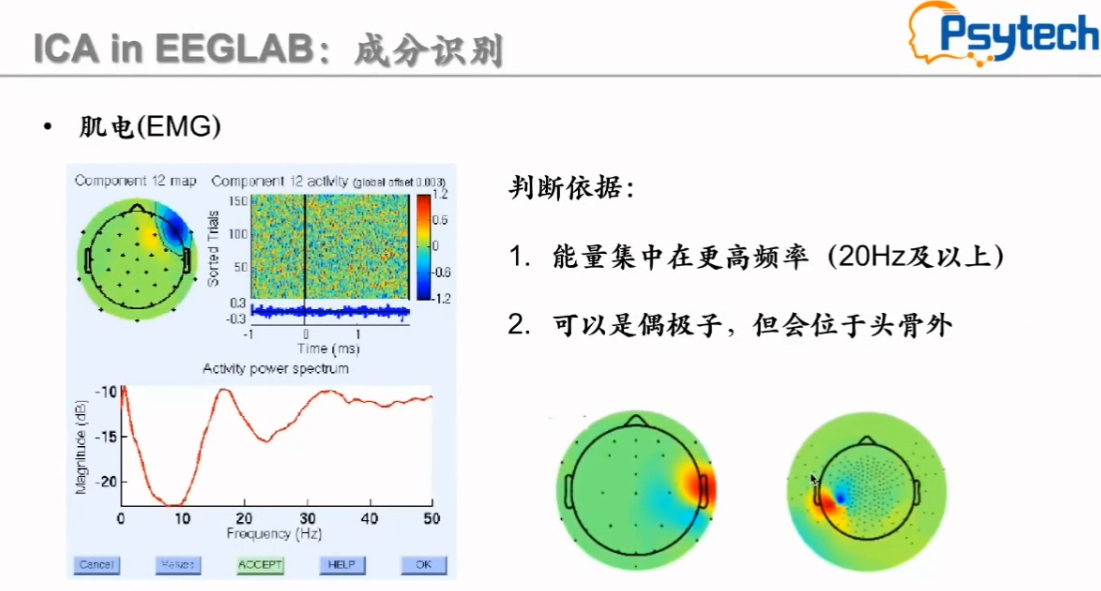 ICA in EEGLAB：成分识别
Psytech
• 肌电(EMG)
Component 12 map
Component 12 activity (global offset 0.003)
Sorted Trials
150
100
50
1.2
0.6
0
-0.6
-1.2
0.3
-0.3
-1
0
1
Time (ms)
Activity power spectrum
Magnitude (dB)
-10
-15
-20
0 10 20 30 40 50
Frequency (Hz)
Cancel
ACCEPT
HELP
OK
判断依据：
1. 能量集中在更高频率（20Hz及以上）
2. 可以是偶极子，但会位于头骨外